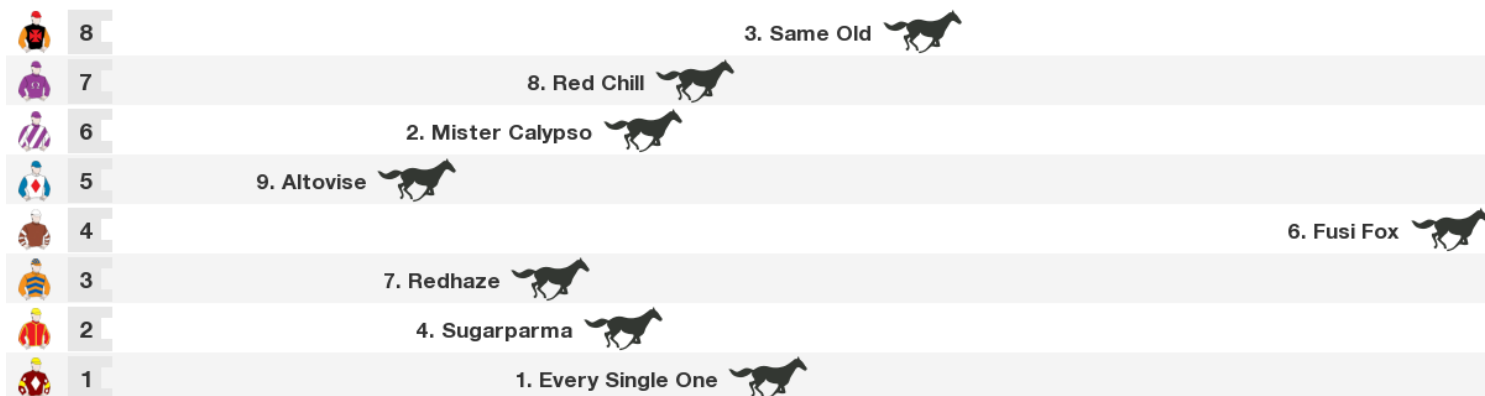 8 3. Same Old
7 8. Red Chill
6 2. Mister Calypso
5 9. Altovise
4 6. Fusi Fox
3 7. Redhaze
2 4. Sugarparma
1 1. Every Single One